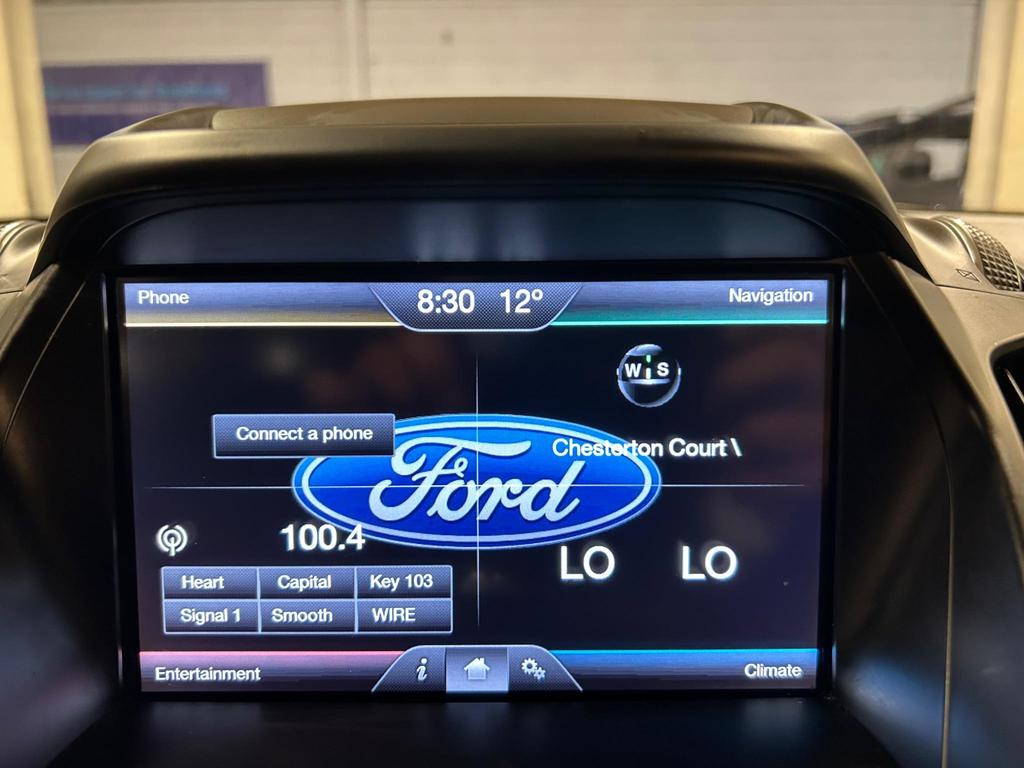 Phone
8:30 12º
Navigation
W S
Connect a phone
Ford
Chesterton Court \
100.4
LO LO
Heart Capital Key 103
Signal 1 Smooth WIRE
Entertainment
i
Climate